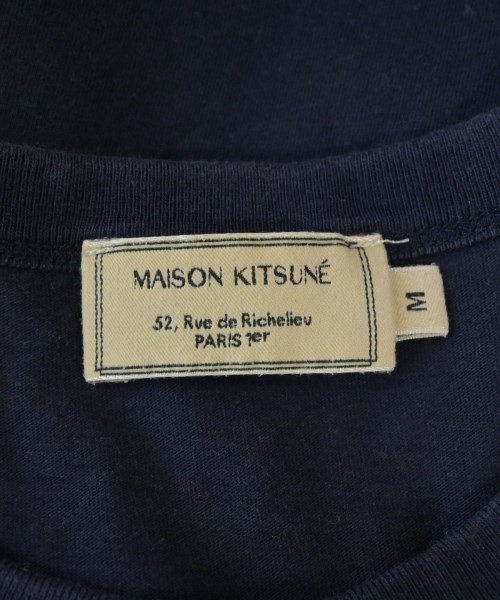 MAISON KITSUNÉ
52, Rue de Richelieu
PARIS 1er
M